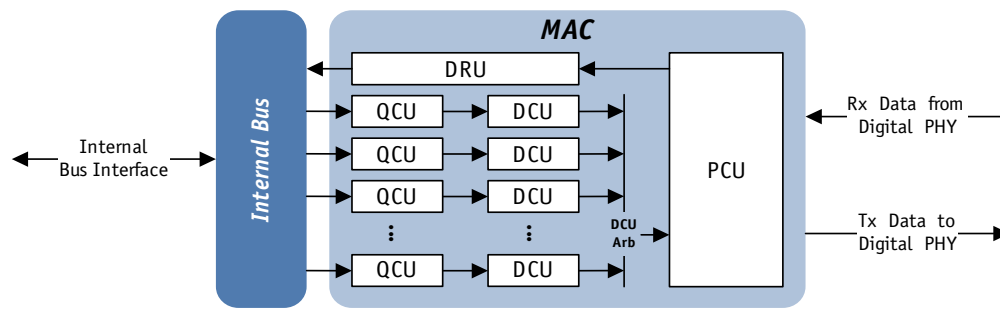 MAC
DRU
QCU
DCU
Rx Data from
Digital PHY
QCU
DCU
Internal
Bus Interface
Internal Bus
PCU
QCU
DCU
DCU
Arb
Tx Data to
Digital PHY
QCU
DCU